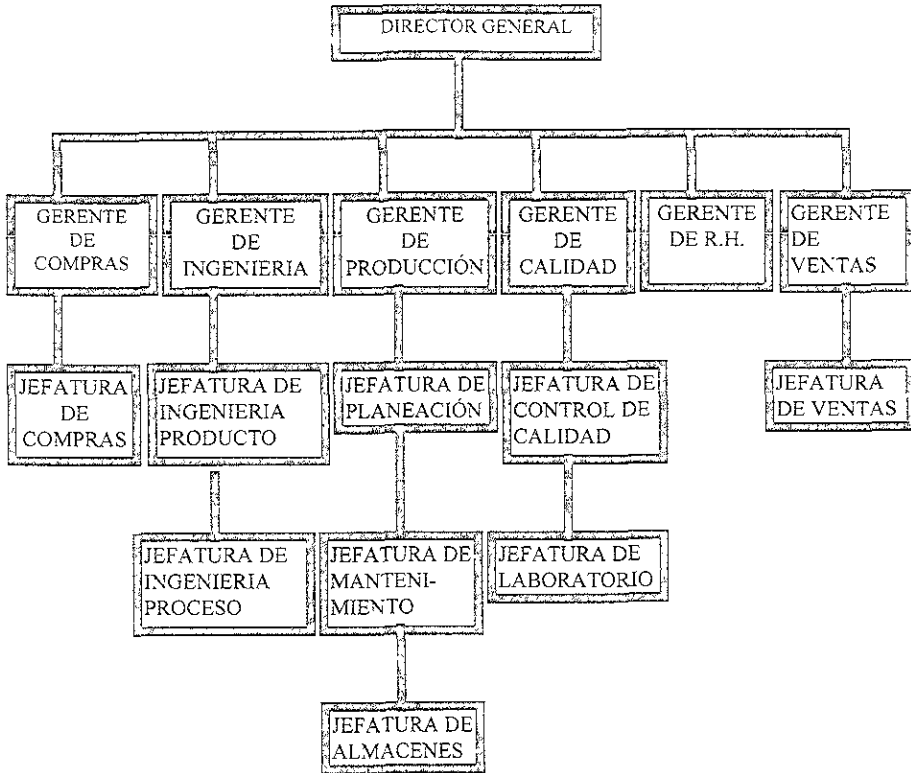 DIRECTOR GENERAL
GERENTE
DE
COMPRAS
GERENTE
DE
INGENIERIA
GERENTE
DE
PRODUCCIÓN
GERENTE
DE
CALIDAD
GERENTE
DE R.H.
GERENTE
DE
VENTAS
JEFATURA
DE
COMPRAS
JEFATURA DE
INGENIERIA
PRODUCTO
JEFATURA DE
PLANEACIÓN
JEFATURA DE
CONTROL DE
CALIDAD
JEFATURA
DE VENTAS
JEFATURA DE
INGENIERIA
PROCESO
JEFATURA DE
MANTENI-
MIENTO
JEFATURA DE
LABORATORIO
JEFATURA DE
ALMACENES